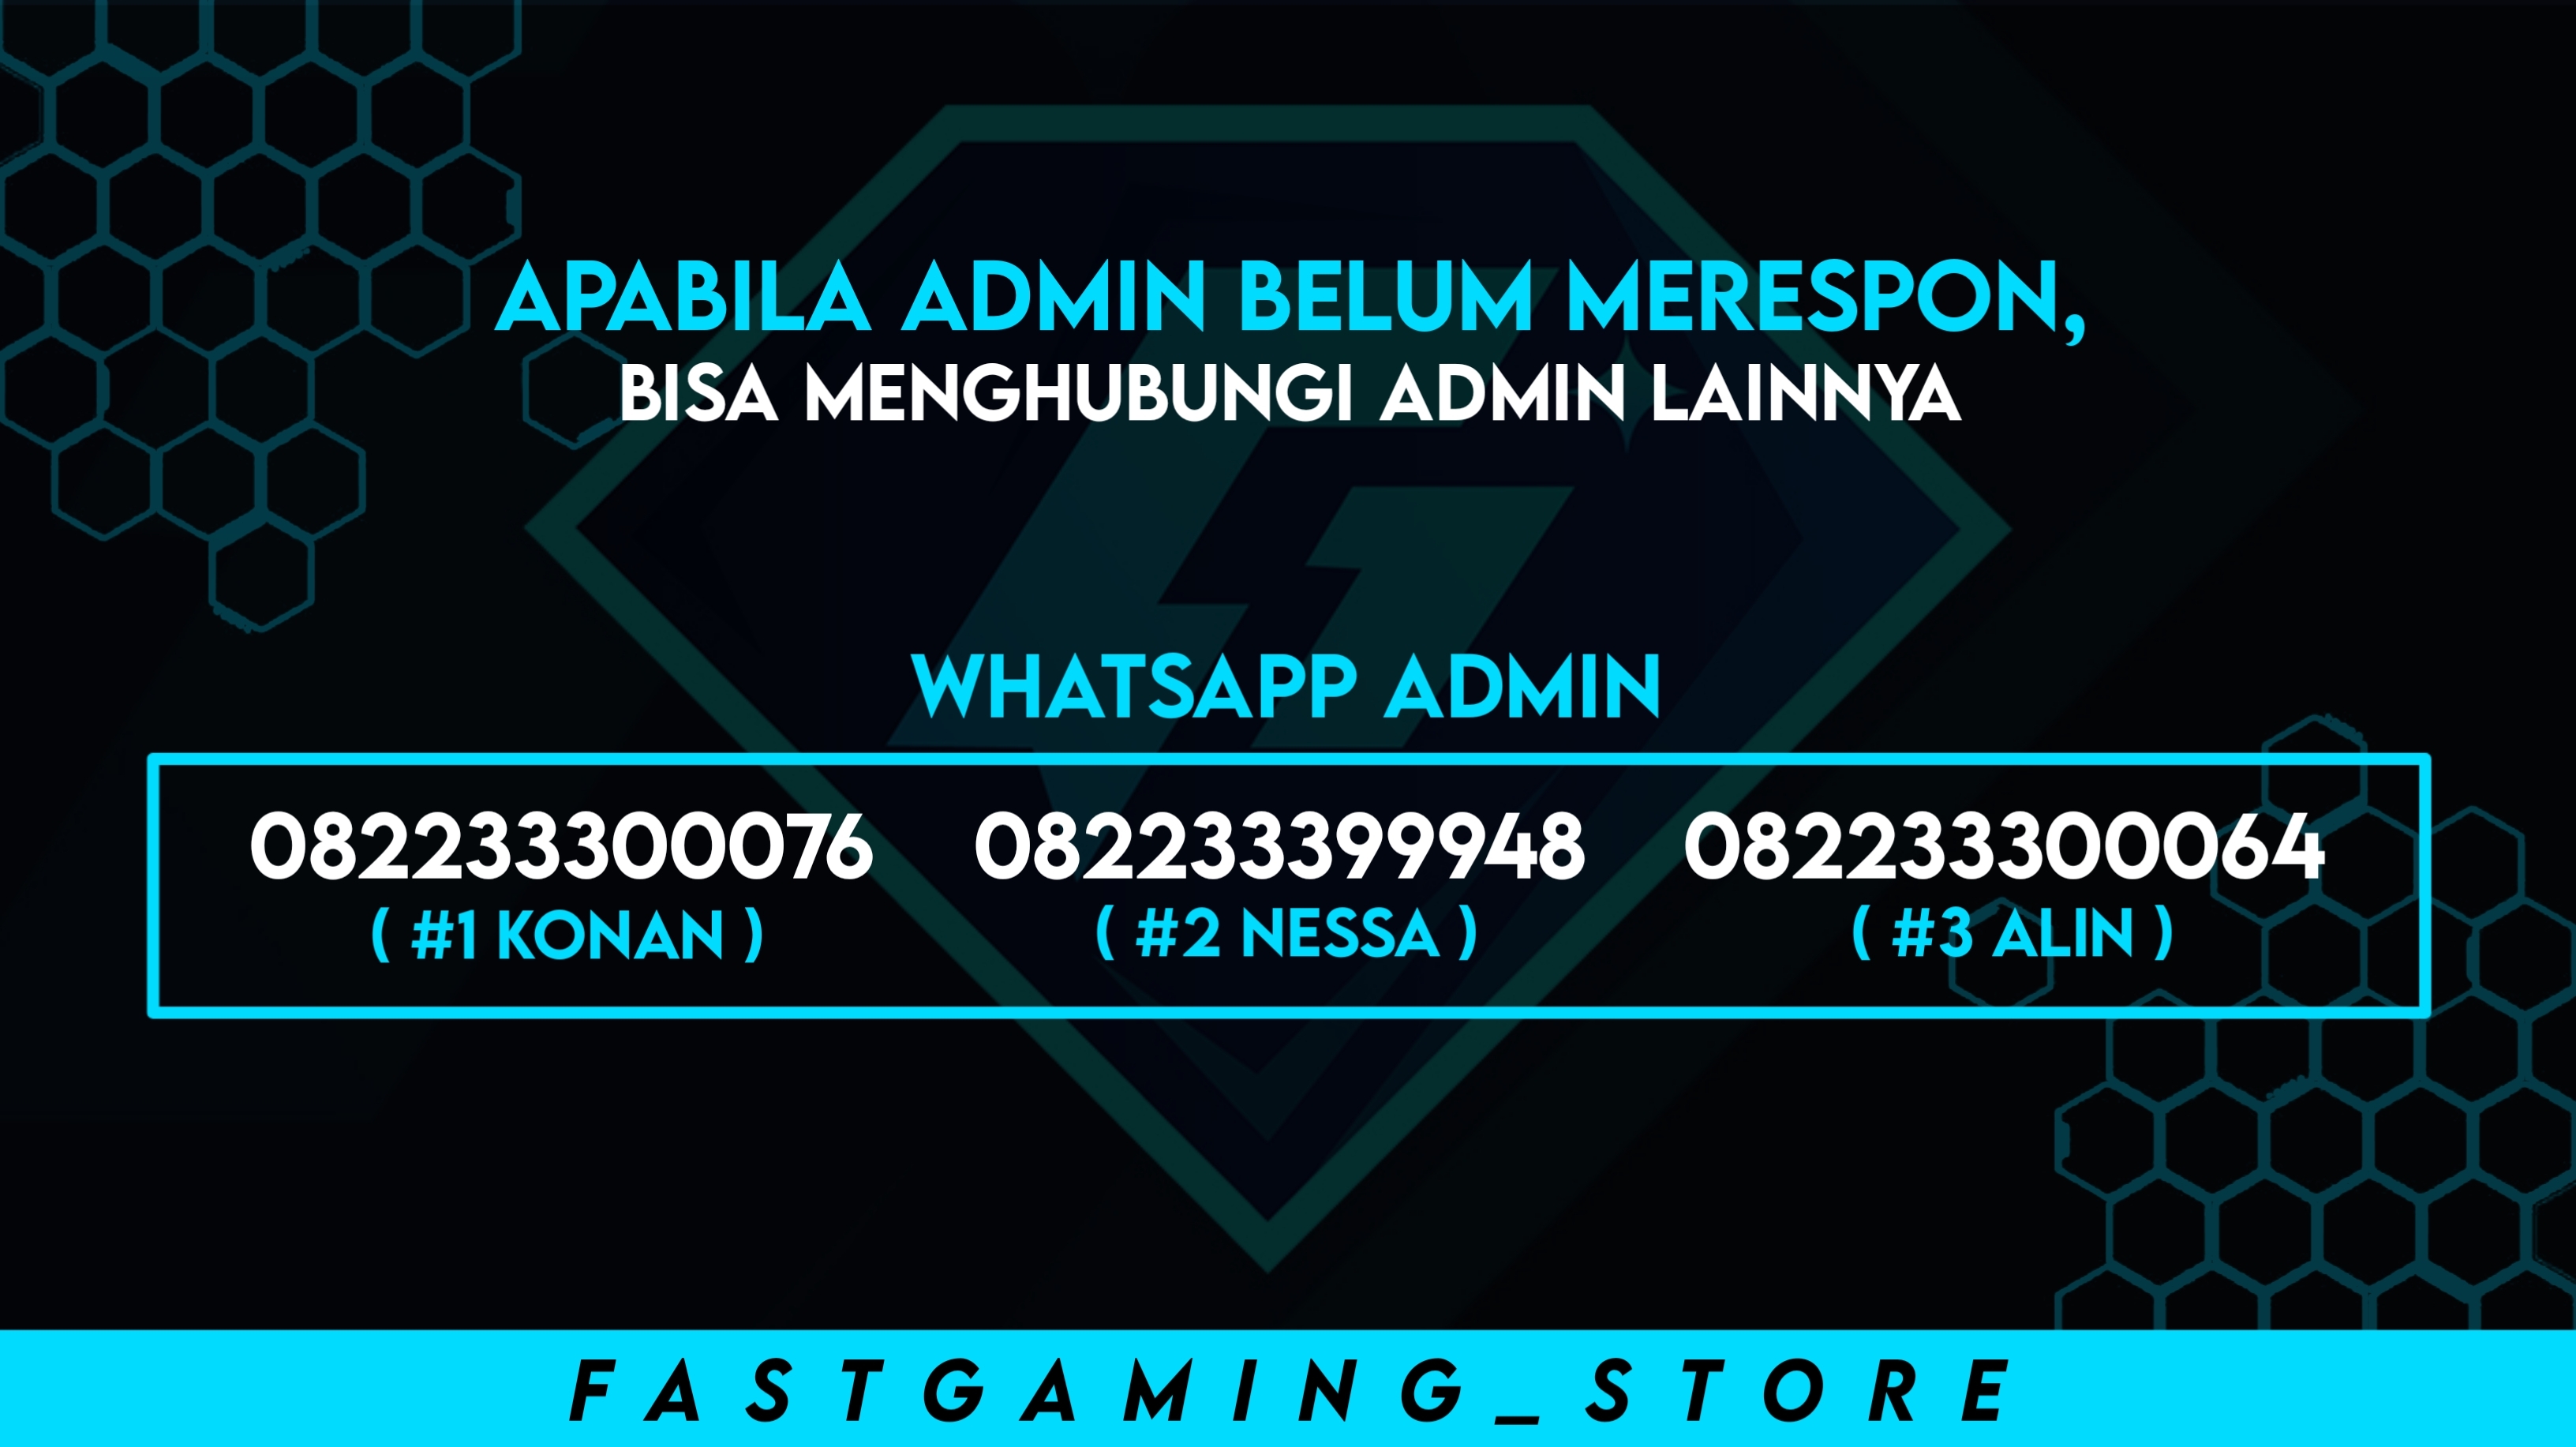 APABILA ADMIN BELUM MERESPON,
BISA MENGHUBUNGI ADMIN LAINNYA
WHATSAPP ADMIN
082233300076 082233399948 082233300064
( #1 KONAN ) ( #2 NESSA ) ( #3 ALIN )
FASTGAMING_STORE